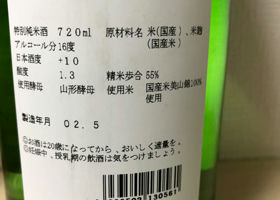 特別純米酒 720ml 原材料名 米(国産)、米麹
アルコール分16度 (国産米)
日本酒度 +10
酸度 1.3 精米歩合 55%
使用酵母 山形酵母 使用米 国産米美山錦100%
使用
製造年月 02.5
○お酒は20歳になってから、おいしく適量を。
○妊娠中、授乳期の飲酒は気をつけましょう。